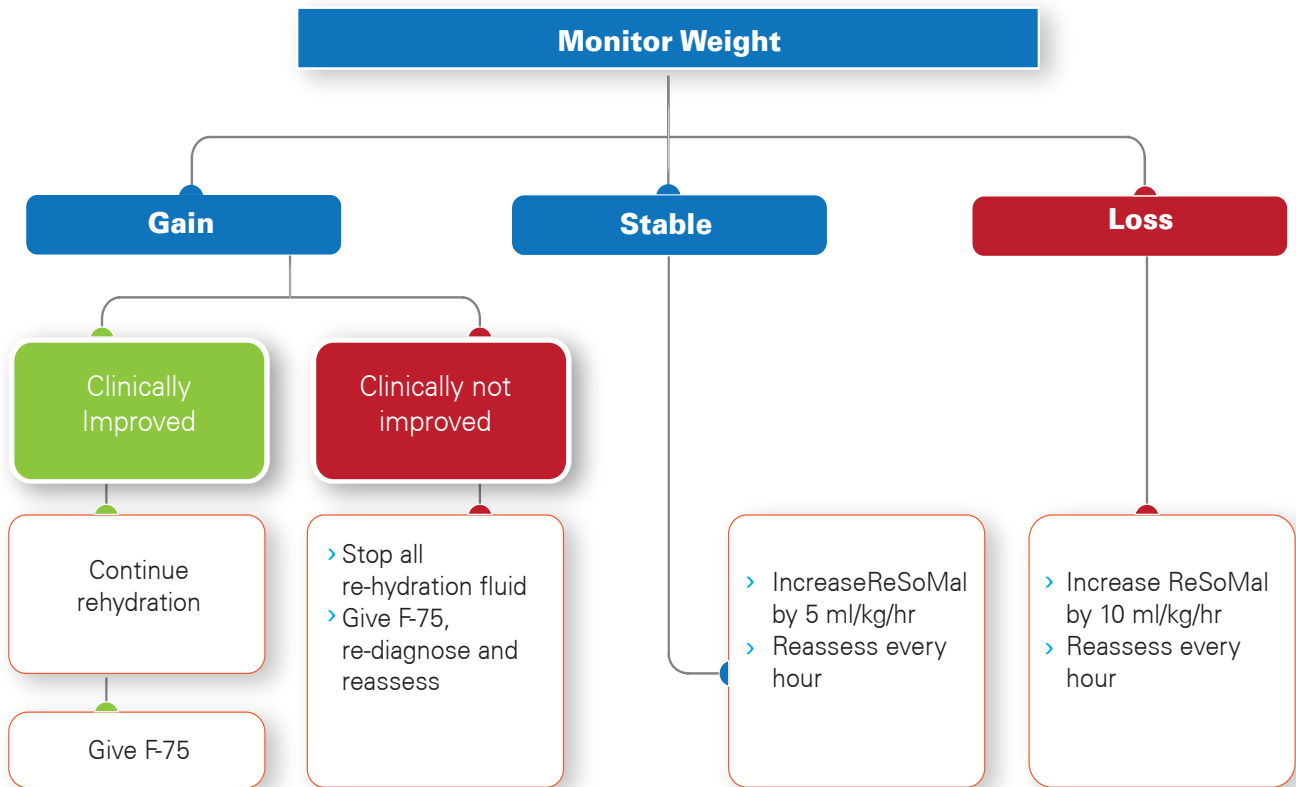 Monitor Weight
Gain
Stable
Loss
Clinically
Improved
Clinically not
improved
Continue
rehydration
Give F-75
› Stop all
re-hydration fluid
› Give F-75,
re-diagnose and
reassess
› IncreaseReSoMal
by 5 ml/kg/hr
› Reassess every
hour
› Increase ReSoMal
by 10 ml/kg/hr
› Reassess every
hour